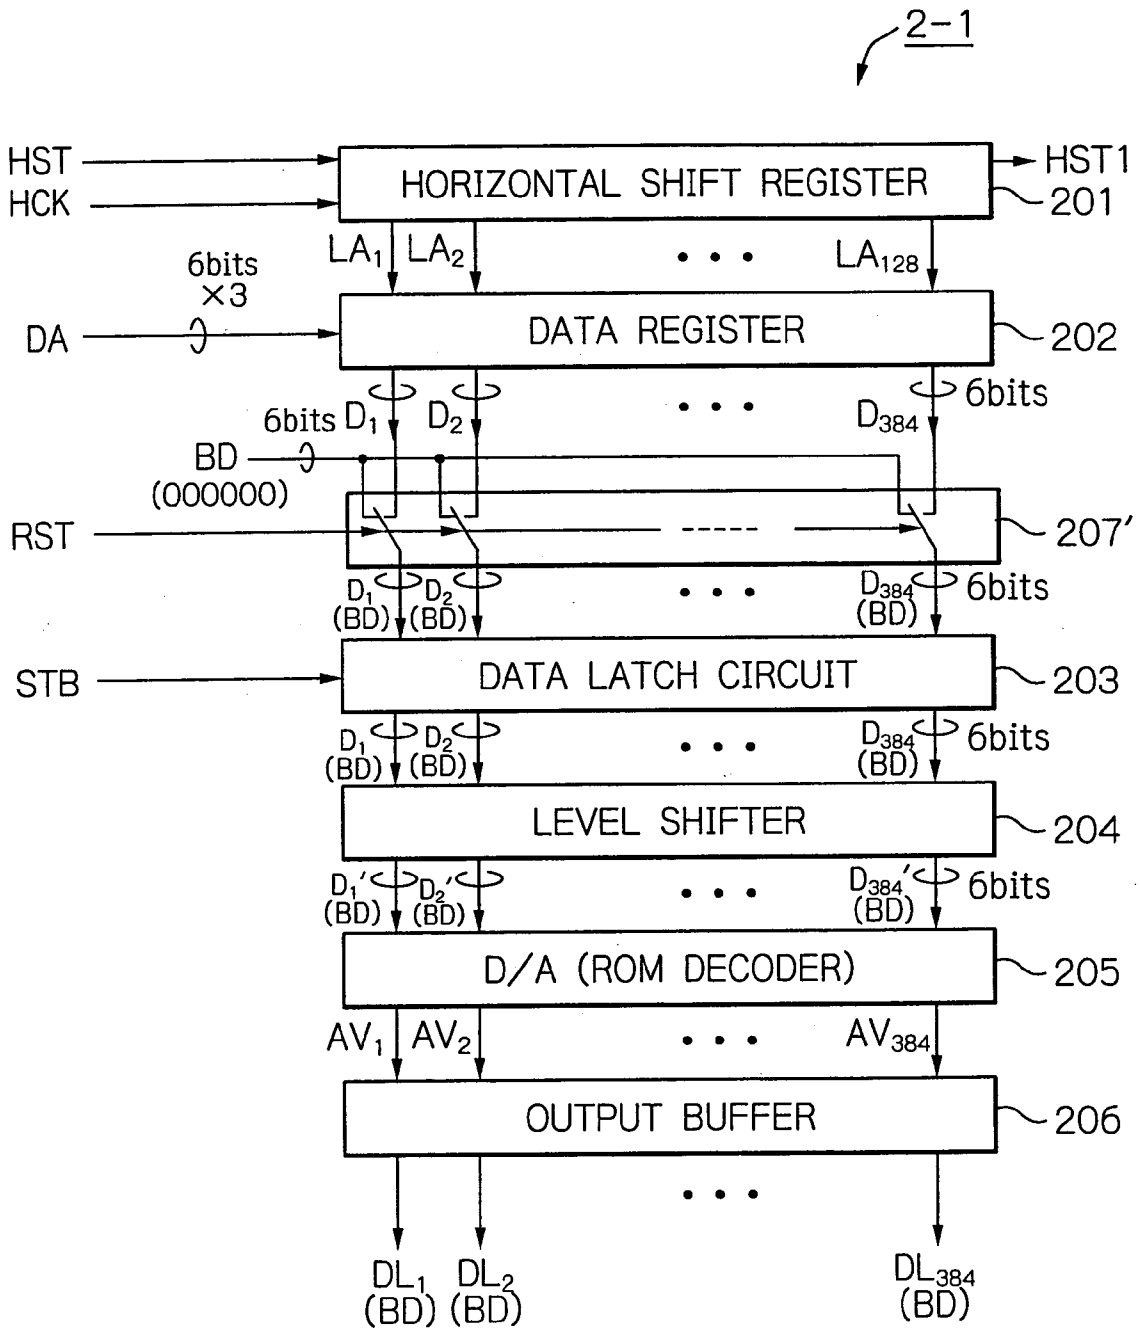 2-1
HST
HORIZONTAL SHIFT REGISTER
HST1
HCK
201
LA1
LA2
LA128
6bits
×3
DA
DATA REGISTER
202
D1
D2
D384
6bits
6bits
BD
(000000)
RST
207'
D1
(BD)
D2
(BD)
D384
(BD)
6bits
STB
DATA LATCH CIRCUIT
203
D1
(BD)
D2
(BD)
D384
(BD)
6bits
LEVEL SHIFTER
204
D1'
(BD)
D2'
(BD)
D384'
(BD)
6bits
D/A (ROM DECODER)
205
AV1
AV2
AV384
OUTPUT BUFFER
206
DL1
(BD)
DL2
(BD)
DL384
(BD)